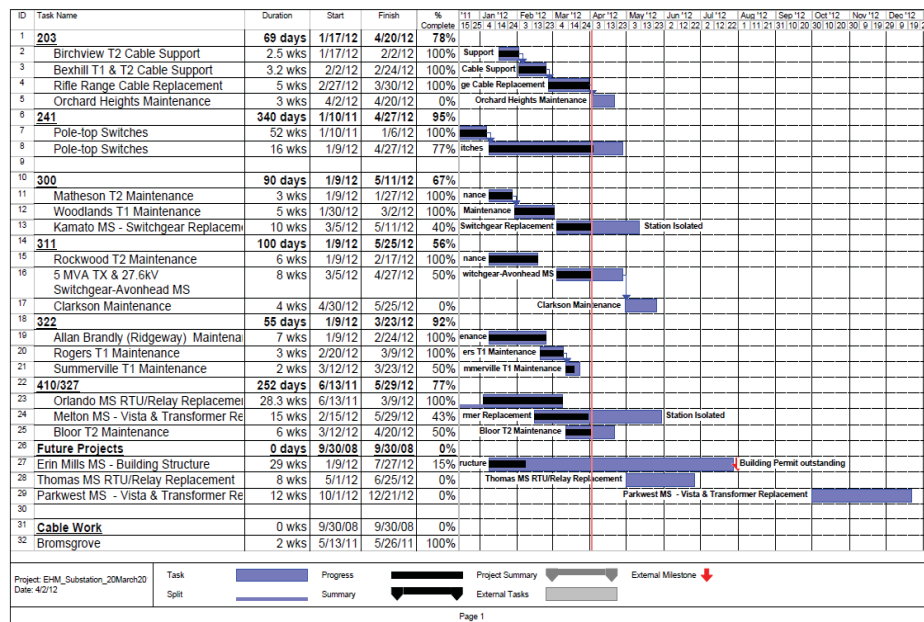 ID Task Name Duration Start Finish % Complete '11 Jan '12 Feb '12 Mar '12 Apr '12 May '12 Jun '12 Jul '12 Aug '12 Sep '12 Oct '12 Nov '12 Dec '12
1 203 69 days 1/17/12 4/20/12 78%
2 Birchview T2 Cable Support 2.5 wks 1/17/12 2/2/12 100% Support
3 Bexhill T1 & T2 Cable Support 3.2 wks 2/2/12 2/24/12 100% Cable Support
4 Rifle Range Cable Replacement 5 wks 2/27/12 3/30/12 100% ge Cable Replacement
5 Orchard Heights Maintenance 3 wks 4/2/12 4/20/12 0% Orchard Heights Maintenance
6 241 340 days 1/10/11 4/27/12 95%
7 Pole-top Switches 52 wks 1/10/11 1/6/12 100%
8 Pole-top Switches 16 wks 1/9/12 4/27/12 77% itches
9
10 300 90 days 1/9/12 5/11/12 67%
11 Matheson T2 Maintenance 3 wks 1/9/12 1/27/12 100% nance
12 Woodlands T1 Maintenance 5 wks 1/30/12 3/2/12 100% Maintenance
13 Kamato MS - Switchgear Replacem 10 wks 3/5/12 5/11/12 40% Switchgear Replacement Station Isolated
14 311 100 days 1/9/12 5/25/12 56%
15 Rockwood T2 Maintenance 6 wks 1/9/12 2/17/12 100% nance
16 5 MVA TX & 27.6kV 8 wks 3/5/12 4/27/12 50% witchgear-Avonhead MS
Switchgear-Avonhead MS
17 Clarkson Maintenance 4 wks 4/30/12 5/25/12 0% Clarkson Maintenance
18 322 55 days 1/9/12 3/23/12 92%
19 Allan Brandly (Ridgeway) Maintena 7 wks 1/9/12 2/24/12 100% enance
20 Rogers T1 Maintenance 3 wks 2/20/12 3/9/12 100% ers T1 Maintenance
21 Summerville T1 Maintenance 2 wks 3/12/12 3/23/12 50% mmerville T1 Maintenance
22 410/327 252 days 6/13/11 5/29/12 77%
23 Orlando MS RTU/Relay Replacemer 28.3 wks 6/13/11 3/9/12 100%
24 Melton MS - Vista & Transformer Re 15 wks 2/15/12 5/29/12 43% rmer Replacement Station Isolated
25 Bloor T2 Maintenance 6 wks 3/12/12 4/20/12 50% Bloor T2 Maintenance
26 Future Projects 0 days 9/30/08 9/30/08 0%
27 Erin Mills MS - Building Structure 29 wks 1/9/12 7/27/12 15% ructure Building Permit outstanding
28 Thomas MS RTU/Relay Replacement 8 wks 5/1/12 6/25/12 0% Thomas MS RTU/Relay Replacement
29 Parkwest MS - Vista & Transformer Re 12 wks 10/1/12 12/21/12 0% Parkwest MS - Vista & Transformer Replacement
30
31 Cable Work 0 wks 9/30/08 9/30/08 0%
32 Bromsgrove 2 wks 5/13/11 5/26/11 100%
Project: EHM_Substation_20March20
Date: 4/2/12
Task Progress Project Summary External Milestone
Split Summary External Tasks
Page 1